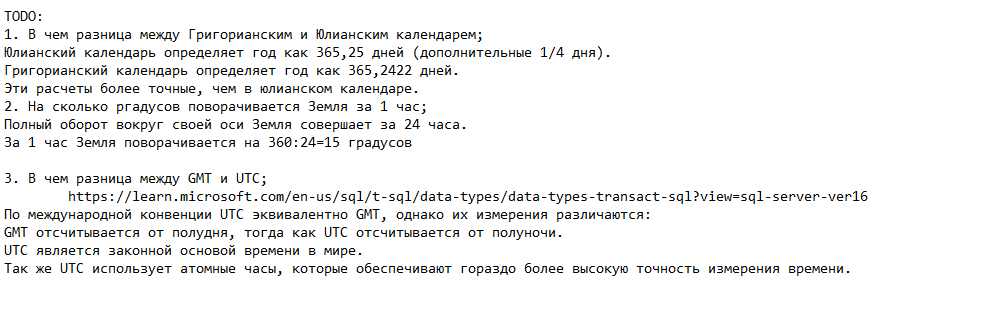 TODO:
1. В чем разница между Григорианским и Юлианским календарем;
Юлианский календарь определяет год как 365,25 дней (дополнительные 1/4 дня).
Григорианский календарь определяет год как 365,2422 дней.
Эти расчеты более точные, чем в юлианском календаре.
2. На сколько ргадусов поворачивается Земля за 1 час;
Полный оборот вокруг своей оси Земля совершает за 24 часа.
За 1 час Земля поворачивается на 360:24=15 градусов
3. В чем разница между GMT и UTC;
https://learn.microsoft.com/en-us/sql/t-sql/data-types/data-types-transact-sql?view=sql-server-ver16
По международной конвенции UTC эквивалентно GMT, однако их измерения различаются:
GMT отсчитывается от полудня, тогда как UTC отсчитывается от полуночи.
UTC является законной основой времени в мире.
Так же UTC использует атомные часы, которые обеспечивают гораздо более высокую точность измерения времени.